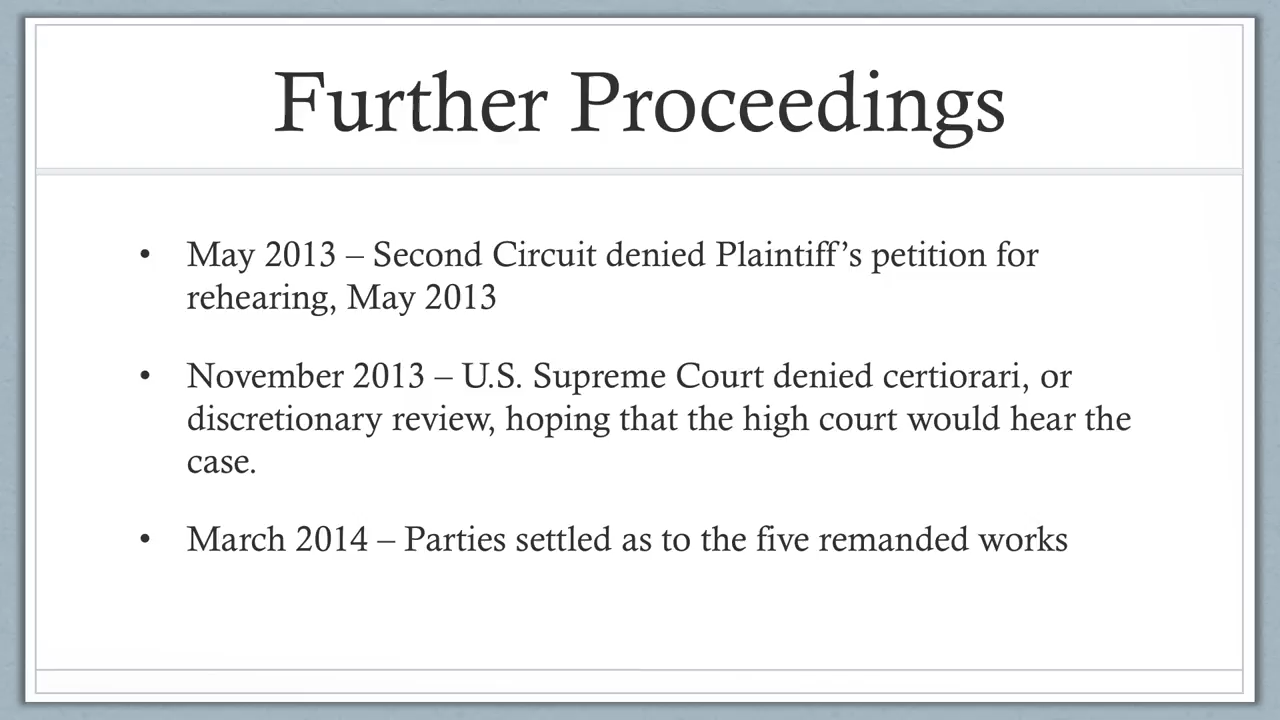 Further Proceedings
• May 2013 – Second Circuit denied Plaintiff’s petition for
rehearing, May 2013
• November 2013 – U.S. Supreme Court denied certiorari, or
discretionary review, hoping that the high court would hear the
case.
• March 2014 – Parties settled as to the five remanded works